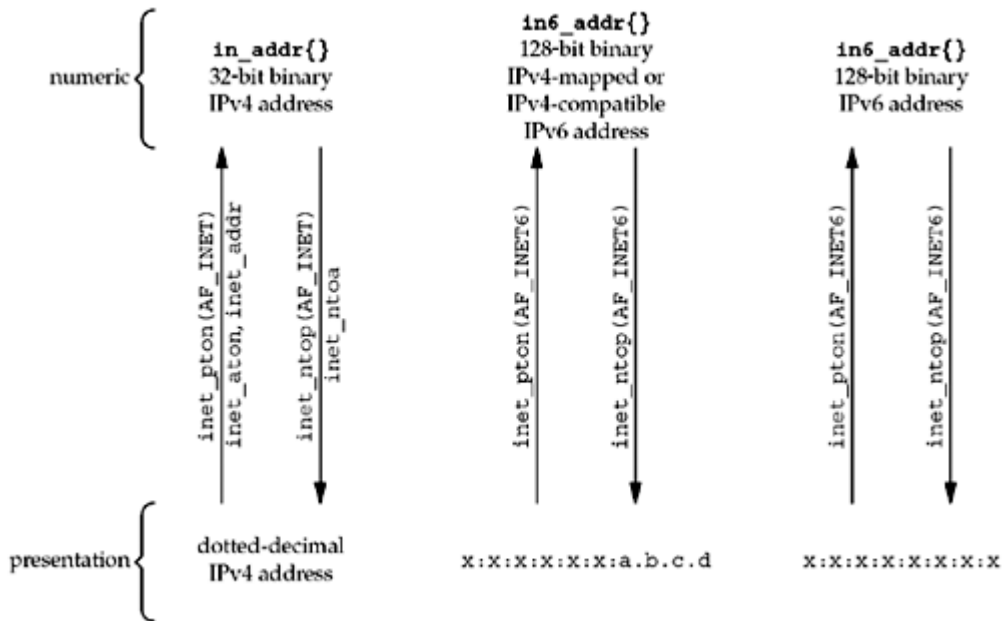 numeric
in_addr{}
32-bit binary
IPv4 address
in6_addr{}
128-bit binary
IPv4-mapped or
IPv4-compatible
IPv6 address
in6_addr{}
128-bit binary
IPv6 address
inet_pton(AF_INET)
inet_aton,inet_addr
inet_ntop(AF_INET)
inet_ntoa
inet_pton(AF_INET6)
inet_ntop(AF_INET6)
inet_pton(AF_INET6)
inet_ntop(AF_INET6)
presentation
dotted-decimal
IPv4 address
x:x:x:x:x:x:a.b.c.d
x:x:x:x:x:x:x:x